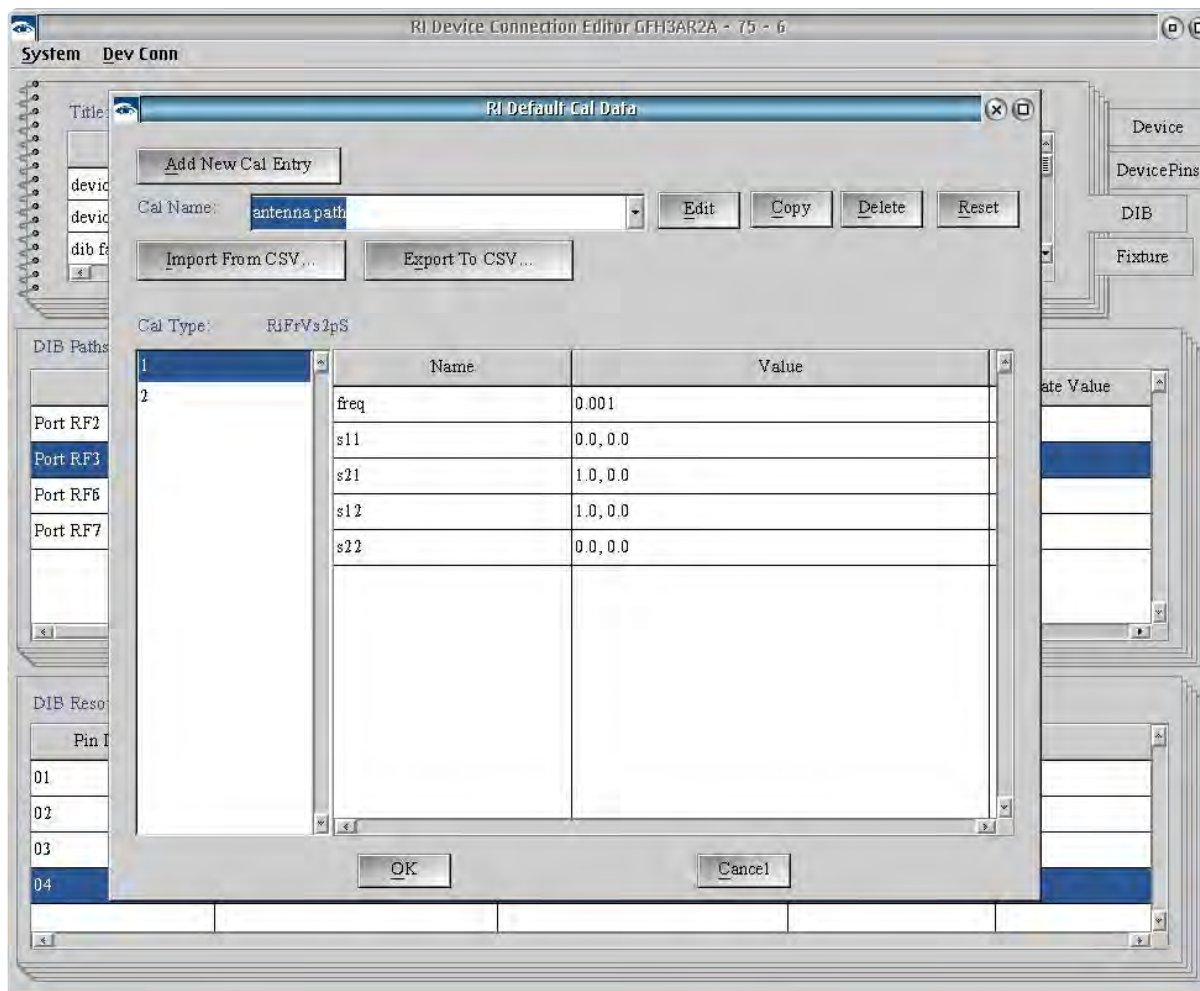 RI Device Connection Editor GFH3AR2A - 75 - 6
System Dev Conn
Title:
RI Default Cal Data
Device
DevicePins
DIB
Fixture
Add New Cal Entry
Cal Name: antenna path Edit Copy Delete Reset
Import From CSV... Export To CSV...
Cal Type: RiFrVs2pS
devic
devic
dib fa
DIB Paths
ate Value
Port RF2
Port RF3
Port RF6
Port RF7
1
2
Name Value
freq 0.001
s11 0.0, 0.0
s21 1.0, 0.0
s12 1.0, 0.0
s22 0.0, 0.0
DIB Reso
Pin I
01
02
03
04
OK Cancel